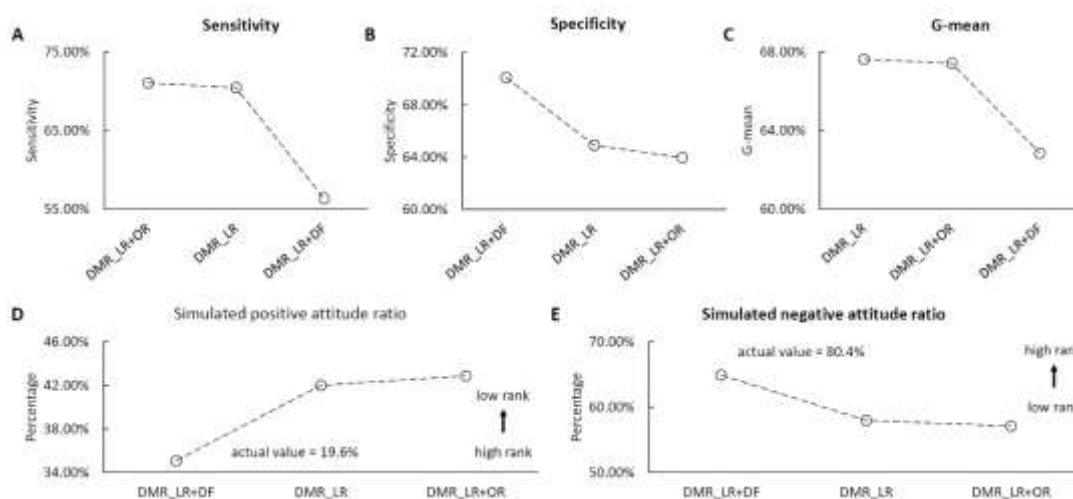 A
Sensitivity
75.00%
65.00%
55.00%
Sensitivity
DMR_LR+OR
DMR_LR
DMR_LR+DF
B
Specificity
72.00%
68.00%
64.00%
60.00%
Specificity
DMR_LR+DF
DMR_LR
DMR_LR+OR
C
G-mean
68.00%
64.00%
60.00%
G-mean
DMR_LR
DMR_LR+OR
DMR_LR+DF
D
Simulated positive attitude ratio
46.00%
42.00%
38.00%
34.00%
Percentage
low rank
high rank
actual value = 19.6%
DMR_LR+DF
DMR_LR
DMR_LR+OR
E
Simulated negative attitude ratio
70.00%
60.00%
50.00%
Percentage
actual value = 80.4%
high ran
low ran
DMR_LR+DF
DMR_LR
DMR_LR+OR